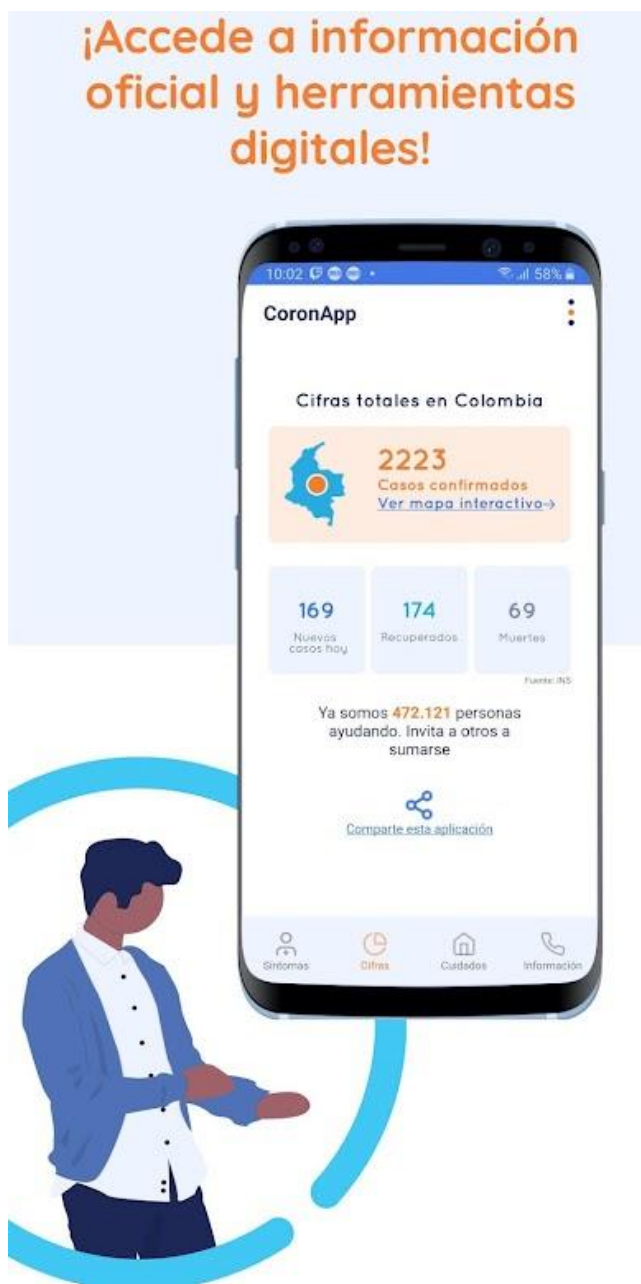 ¡Accede a información
oficial y herramientas
digitales!
10:02
58%
CoronApp
Cifras totales en Colombia
2223
Casos confirmados
Ver mapa interactivo→
169
Nuevos
casos hoy
174
Recuperados
69
Muertes
Fuente: INS
Ya somos 472.121 personas
ayudando. Invita a otros a
sumarse
Comparte esta aplicación
Síntomas
Cifras
Cuidados
Información